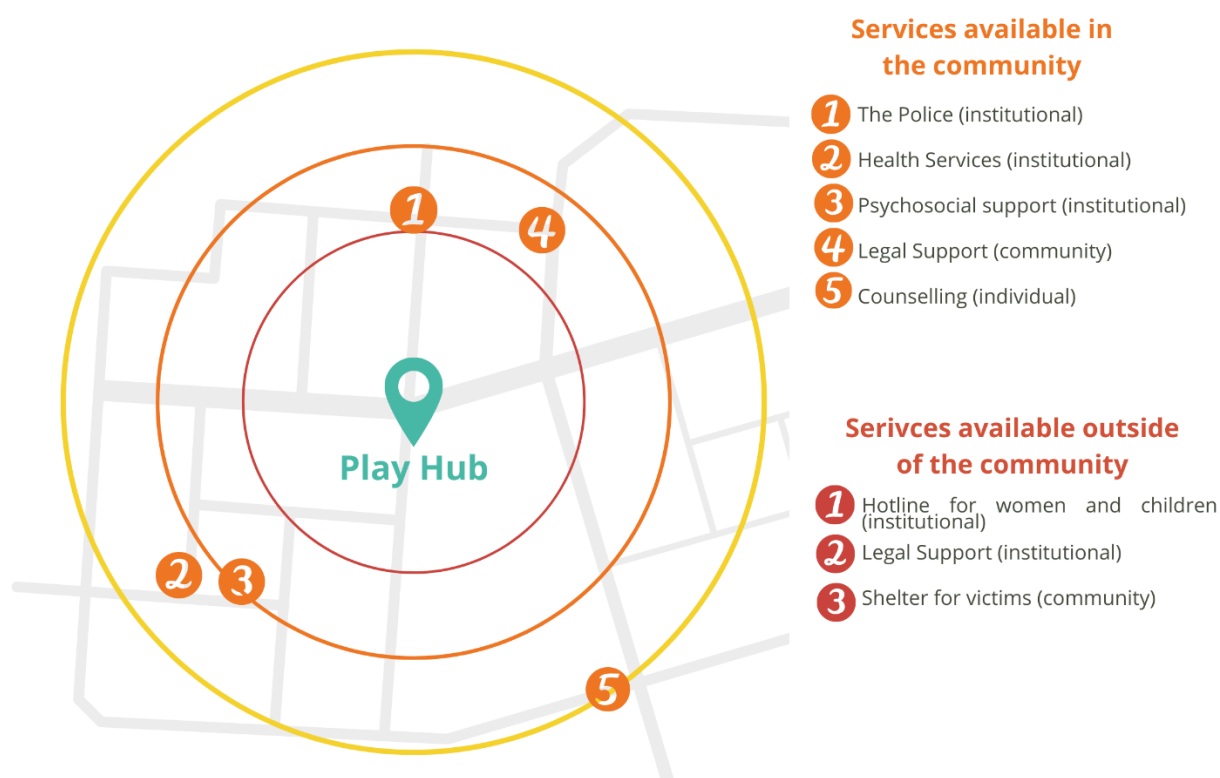 Services available in
the community
1 The Police (institutional)
2 Health Services (institutional)
3 Psychosocial support (institutional)
4 Legal Support (community)
5 Counselling (individual)
1
4
Play Hub
2
3
5
Serivces available outside
of the community
1 Hotline for women and children
(institutional)
2 Legal Support (institutional)
3 Shelter for victims (community)